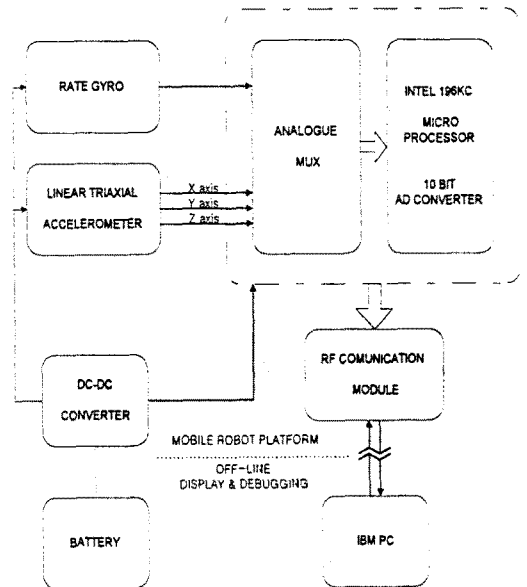 RATE GYRO
LINEAR TRIAXIAL
ACCELEROMETER
X axis
Y axis
Z axis
ANALOGUE
MUX
INTEL 196KC
MICRO
PROCESSOR
10 BIT
AD CONVERTER
DC-DC
CONVERTER
RF COMUNICATION
MODULE
MOBILE ROBOT PLATFORM
OFF-LINE
DISPLAY & DEBUGGING
BATTERY
IBM PC